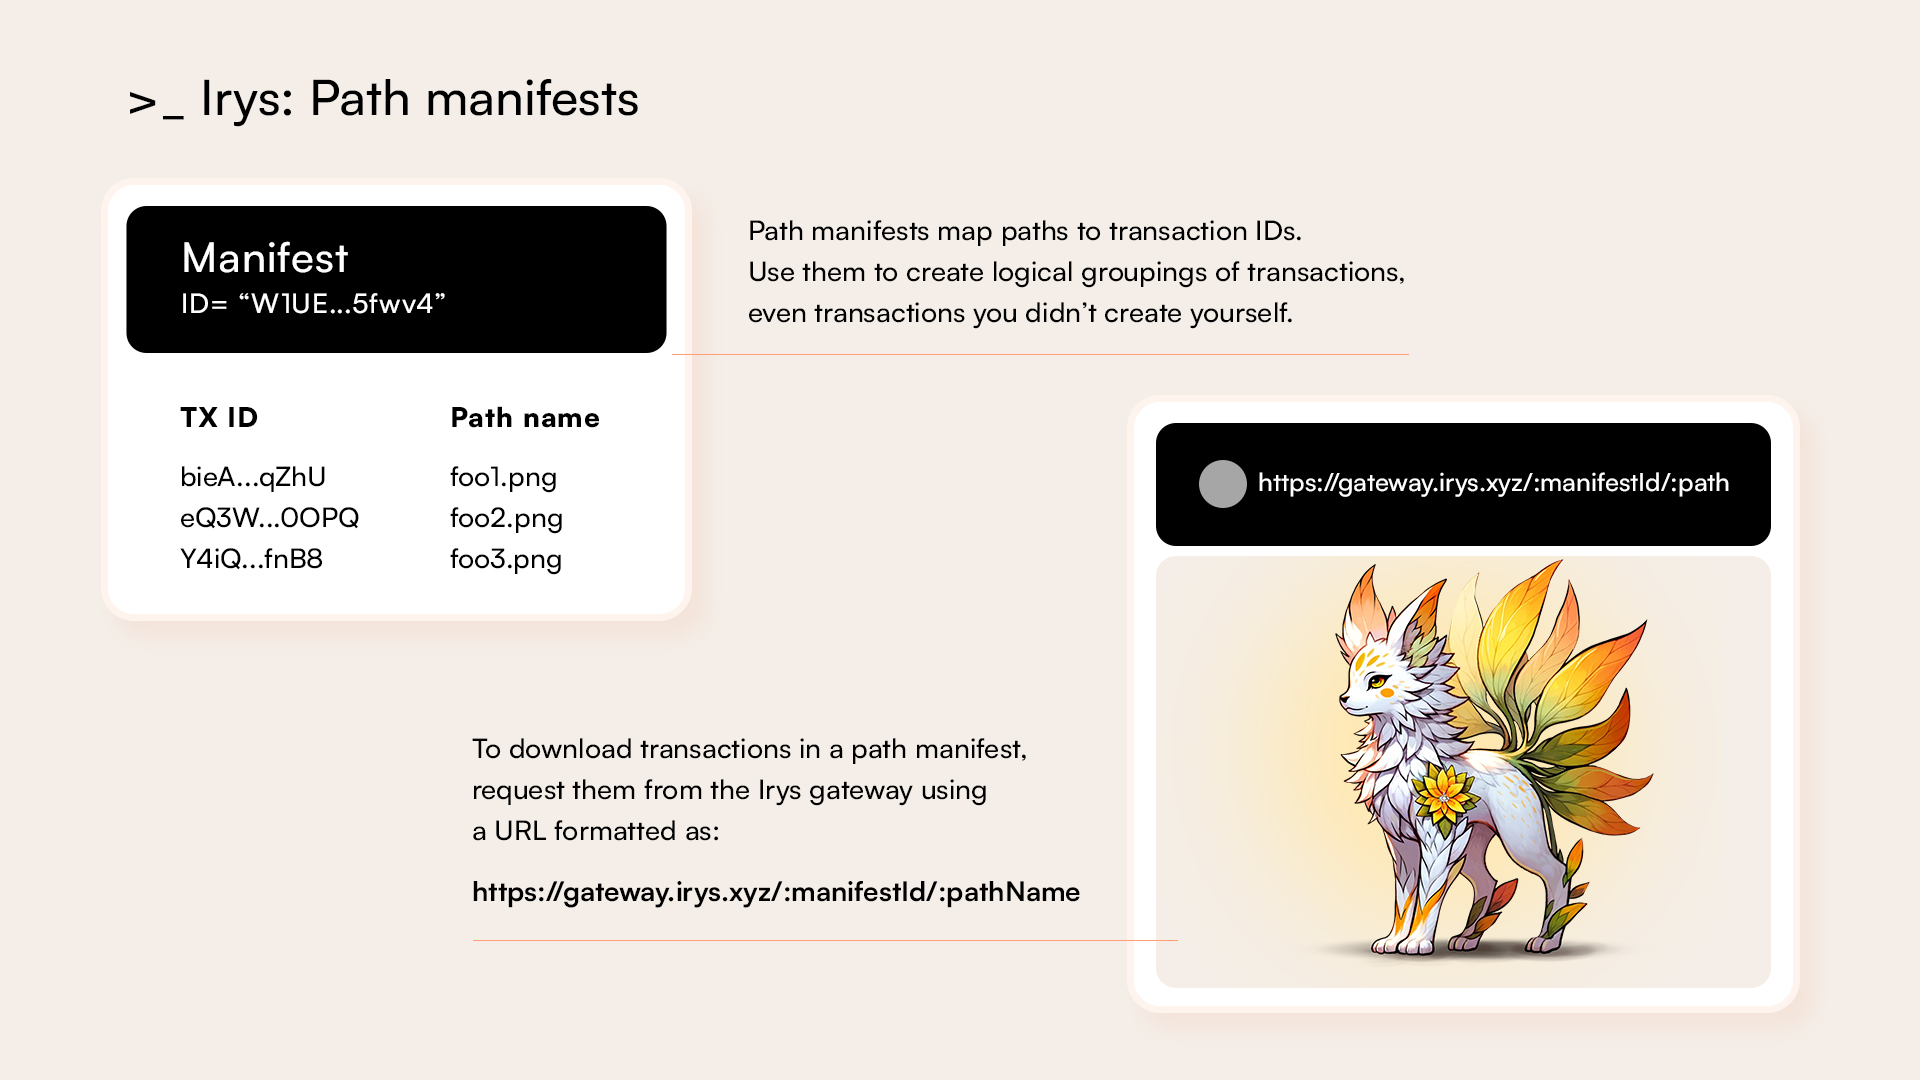 >_ Irys: Path manifests
Manifest
ID= “W1UE...5fwv4”
TX ID Path name
bieA...qZhU foo1.png
eQ3W...0OPQ foo2.png
Y4iQ...fnB8 foo3.png
Path manifests map paths to transaction IDs.
Use them to create logical groupings of transactions,
even transactions you didn’t create yourself.
https://gateway.irys.xyz/:manifestId/:path
To download transactions in a path manifest,
request them from the Irys gateway using
a URL formatted as:
https://gateway.irys.xyz/:manifestId/:pathName